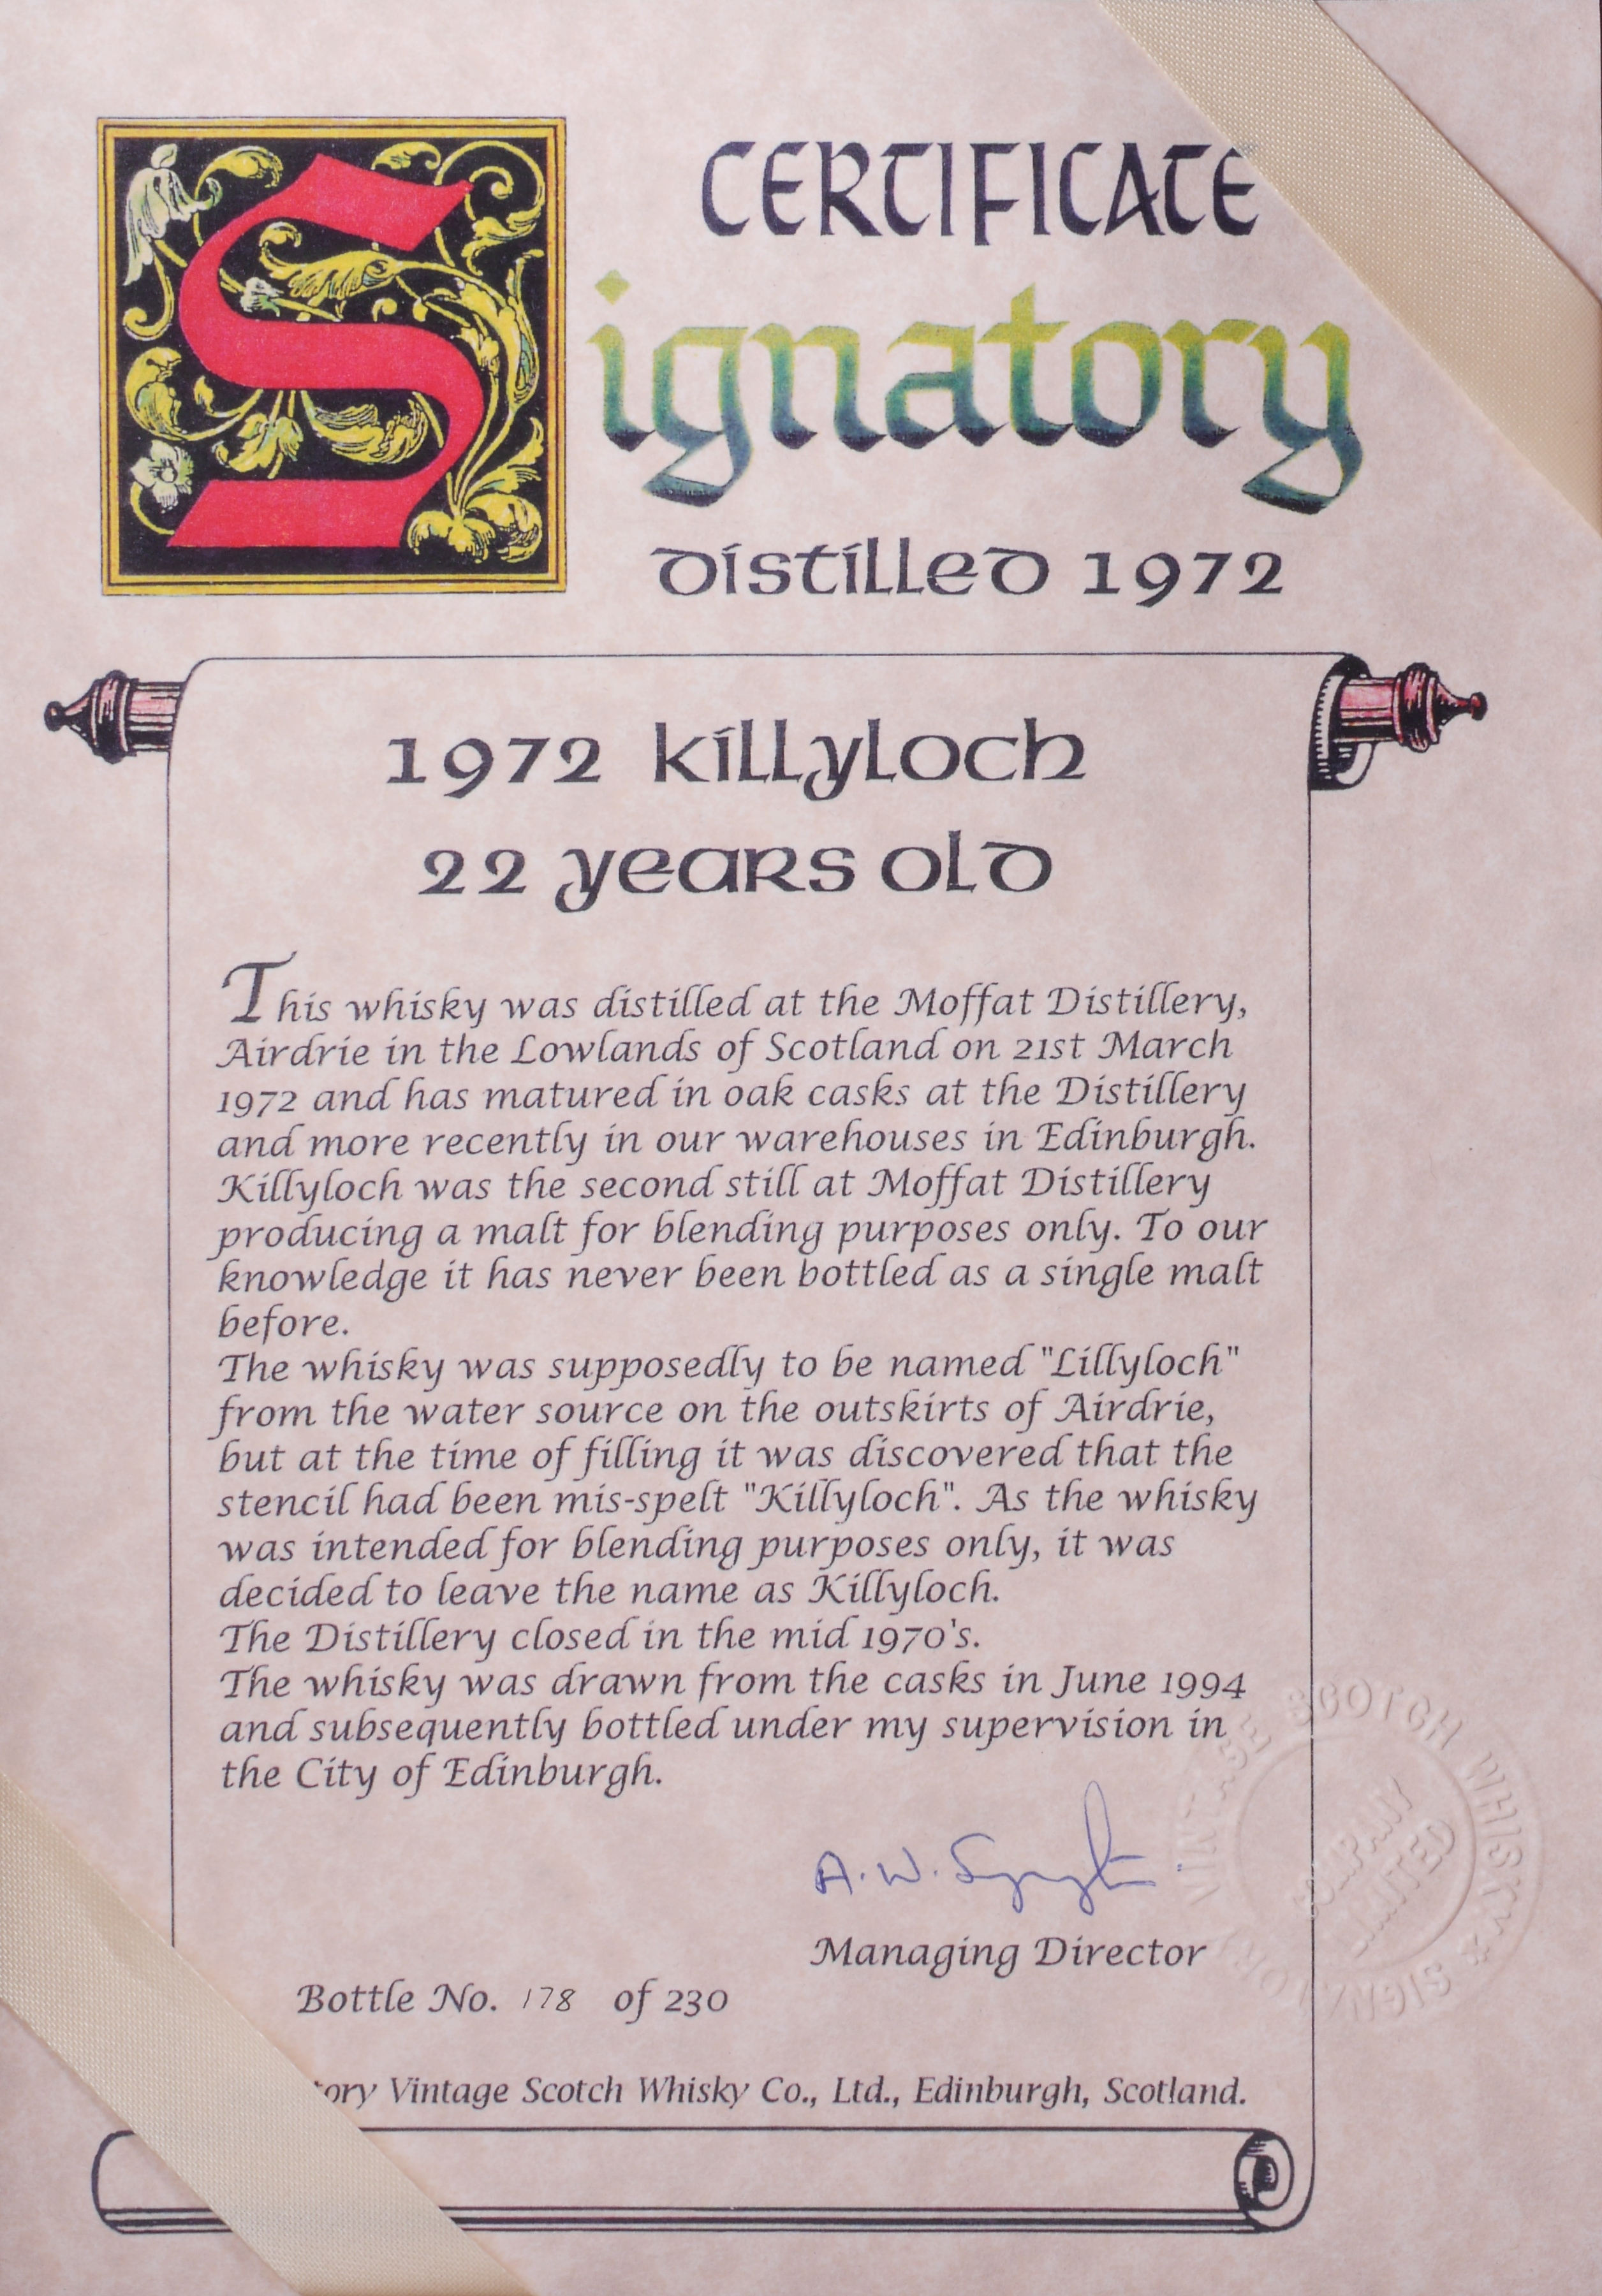 CERTIFICATE
Signatory
Distilled 1972
1972 Killyloch
22 Years Old
This whisky was distilled at the Moffat Distillery,
Airdrie in the Lowlands of Scotland on 21st March
1972 and has matured in oak casks at the Distillery
and more recently in our warehouses in Edinburgh.
Killyloch was the second still at Moffat Distillery
producing a malt for blending purposes only. To our
knowledge it has never been bottled as a single malt
before.
The whisky was supposedly to be named "Lillyloch"
from the water source on the outskirts of Airdrie,
but at the time of filling it was discovered that the
stencil had been mis-spelt "Killyloch". As the whisky
was intended for blending purposes only, it was
decided to leave the name as Killyloch.
The Distillery closed in the mid 1970's.
The whisky was drawn from the casks in June 1994
and subsequently bottled under my supervision in
the City of Edinburgh.
A. W. 
Managing Director
Bottle No. 178 of 230
tory Vintage Scotch Whisky Co., Ltd., Edinburgh, Scotland.
SIGNATORY VINTAGE SCOTCH WHISKY
COMPANY
LIMITED